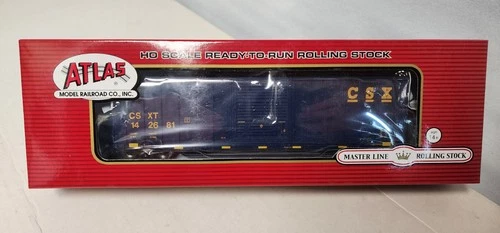 HO SCALE READY-TO-RUN ROLLING STOCK
ATLAS
MODEL RAILROAD CO., INC.
CSX
CSXT
142681
MASTER LINE ROLLING STOCK